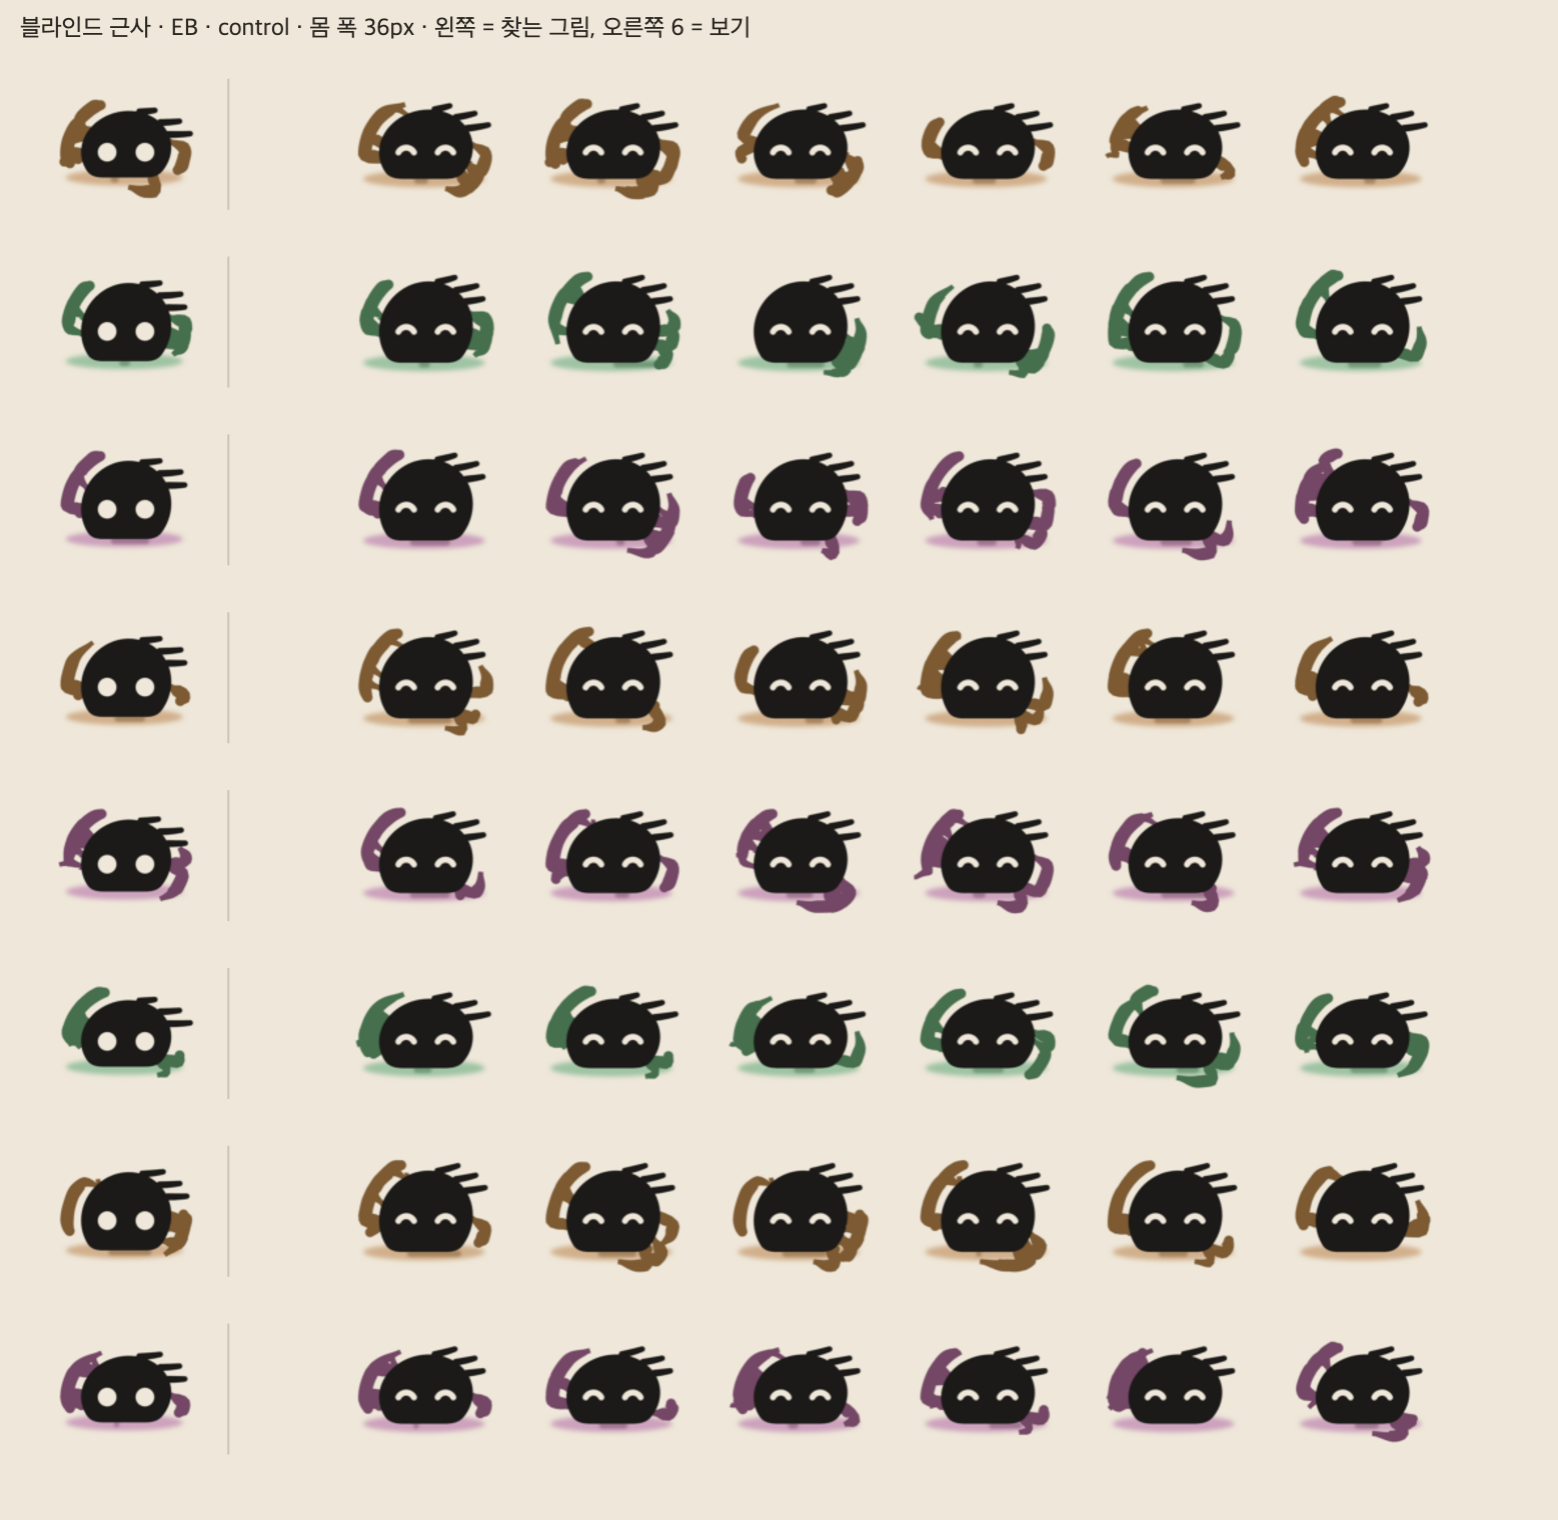 블라인드 근사 · EB · control · 몸 폭 36px · 왼쪽 = 찾는 그림, 오른쪽 6 = 보기